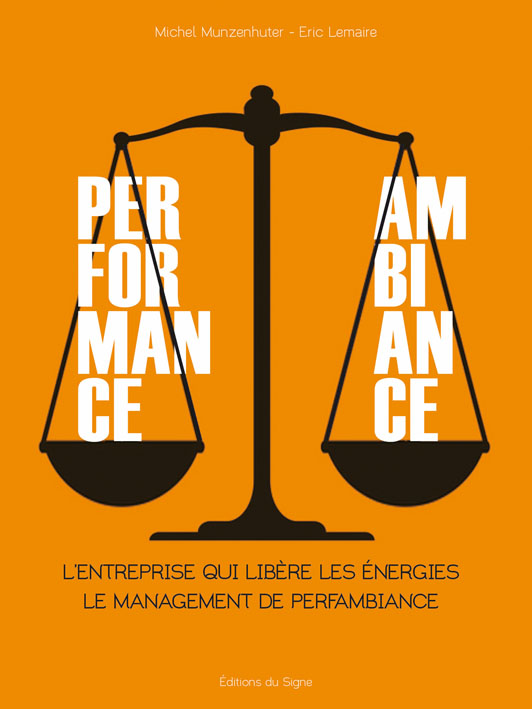 Michel Munzenhuter - Eric Lemaire
PER
FOR
MAN
CE
AM
BI
AN
CE
L'ENTREPRISE QUI LIBÈRE LES ÉNERGIES
LE MANAGEMENT DE PERFAMBIANCE
Éditions du Signe